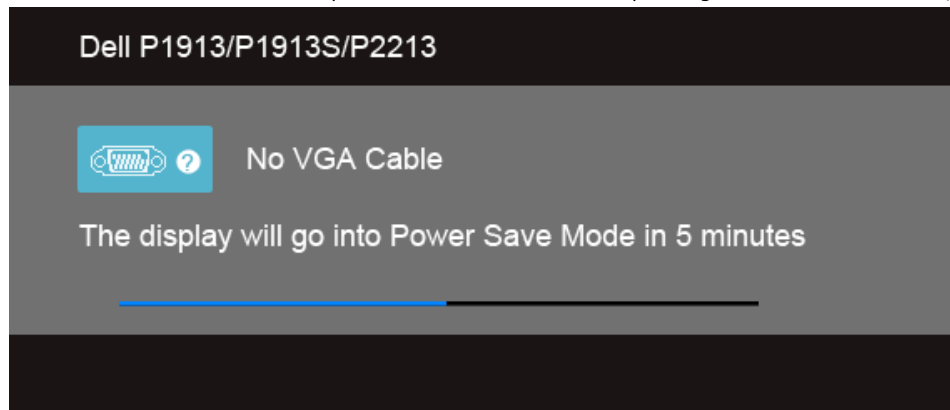 Dell P1913/P1913S/P2213
? No VGA Cable
The display will go into Power Save Mode in 5 minutes